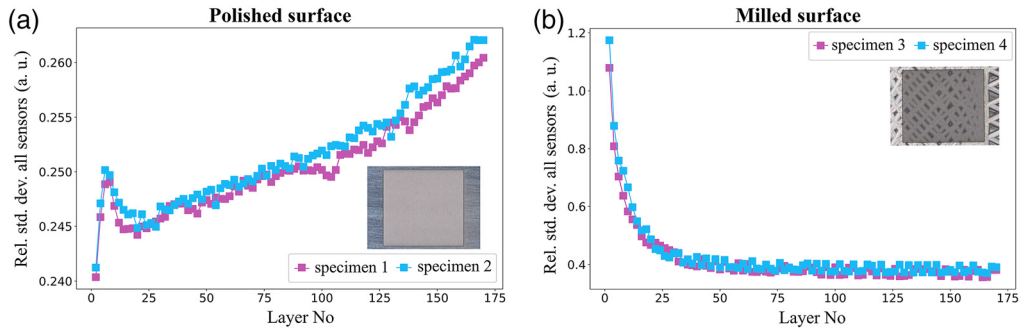 (a)
Polished surface
Rel. std. dev. all sensors (a. u.)
0.260
0.255
0.250
0.245
0.240
specimen 1 specimen 2
0 25 50 75 100 125 150 175
Layer No
(b)
Milled surface
Rel. std. dev. all sensors (a. u.)
1.2
1.0
0.8
0.6
0.4
specimen 3 specimen 4
0 25 50 75 100 125 150 175
Layer No